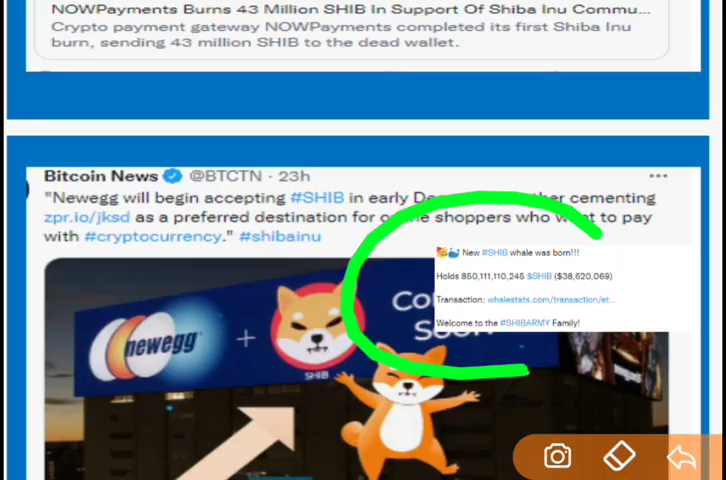 NOWPayments Burns 43 Million SHIB In Support Of Shiba Inu Commu...
Crypto payment gateway NOWPayments completed its first Shiba Inu
burn, sending 43 million SHIB to the dead wallet.
Bitcoin News @BTCTN · 23h
"Newegg will begin accepting #SHIB in early cementing
zpr.io/jksd as a preferred destination for shoppers who want to pay
with #cryptocurrency." #shibainu
New #SHIB whale was born!!!
Holds 850,111,110,245 $SHIB ($38,620,069)
Transaction: whalestats.com/transaction/et..
Welcome to the #SHIBARMY Family!
newegg + SHIB